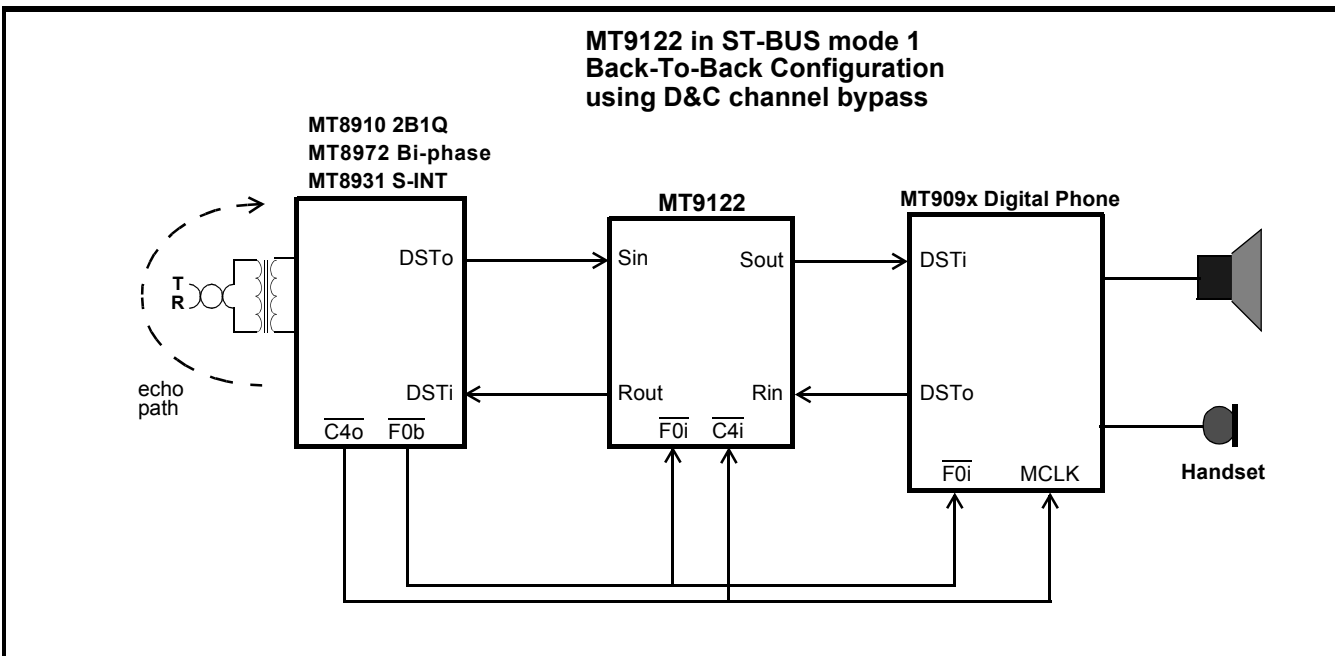 MT9122 in ST-BUS mode 1
Back-To-Back Configuration
using D&C channel bypass
MT8910 2B1Q
MT8972 Bi-phase
MT8931 S-INT
MT9122
MT909x Digital Phone
DSTo
Sin
Sout
DSTi
T
R
echo
path
DSTi
Rout
Rin
DSTo
C4o
F0b
F0i
C4i
F0i
MCLK
Handset